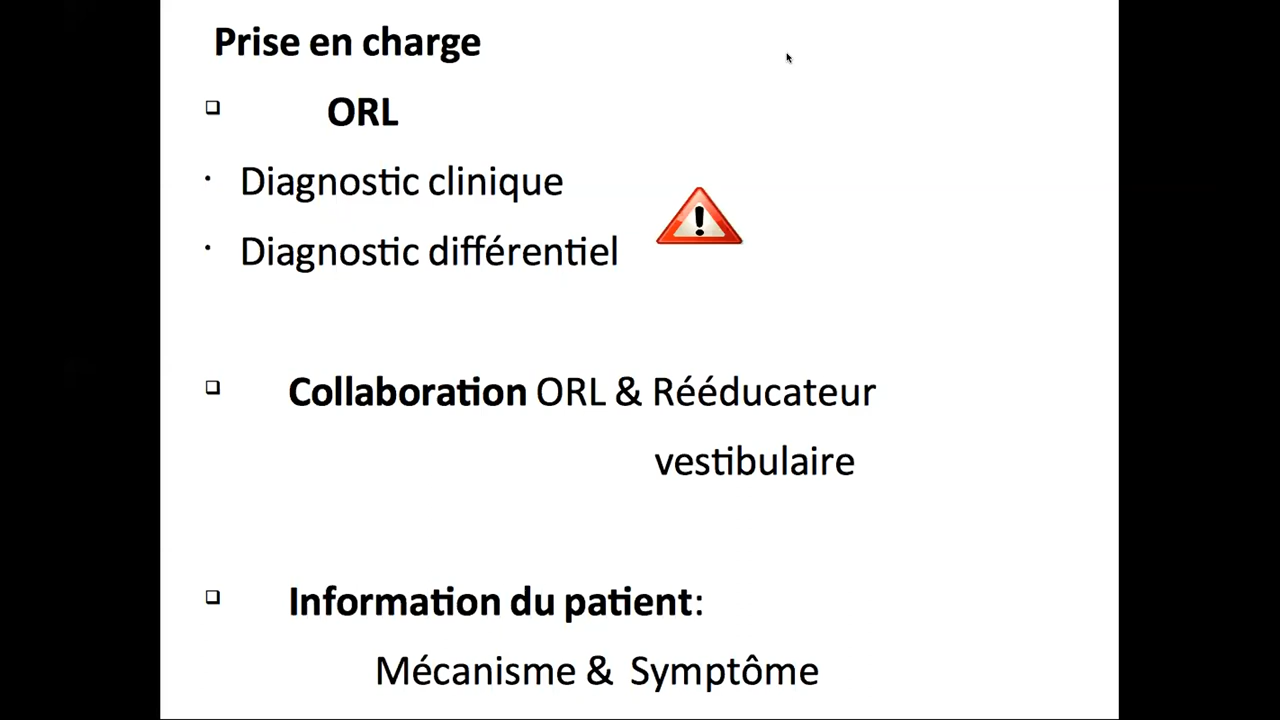 Prise en charge
ORL
Diagnostic clinique
Diagnostic différentiel
Collaboration ORL & Rééducateur
vestibulaire
Information du patient:
Mécanisme & Symptôme